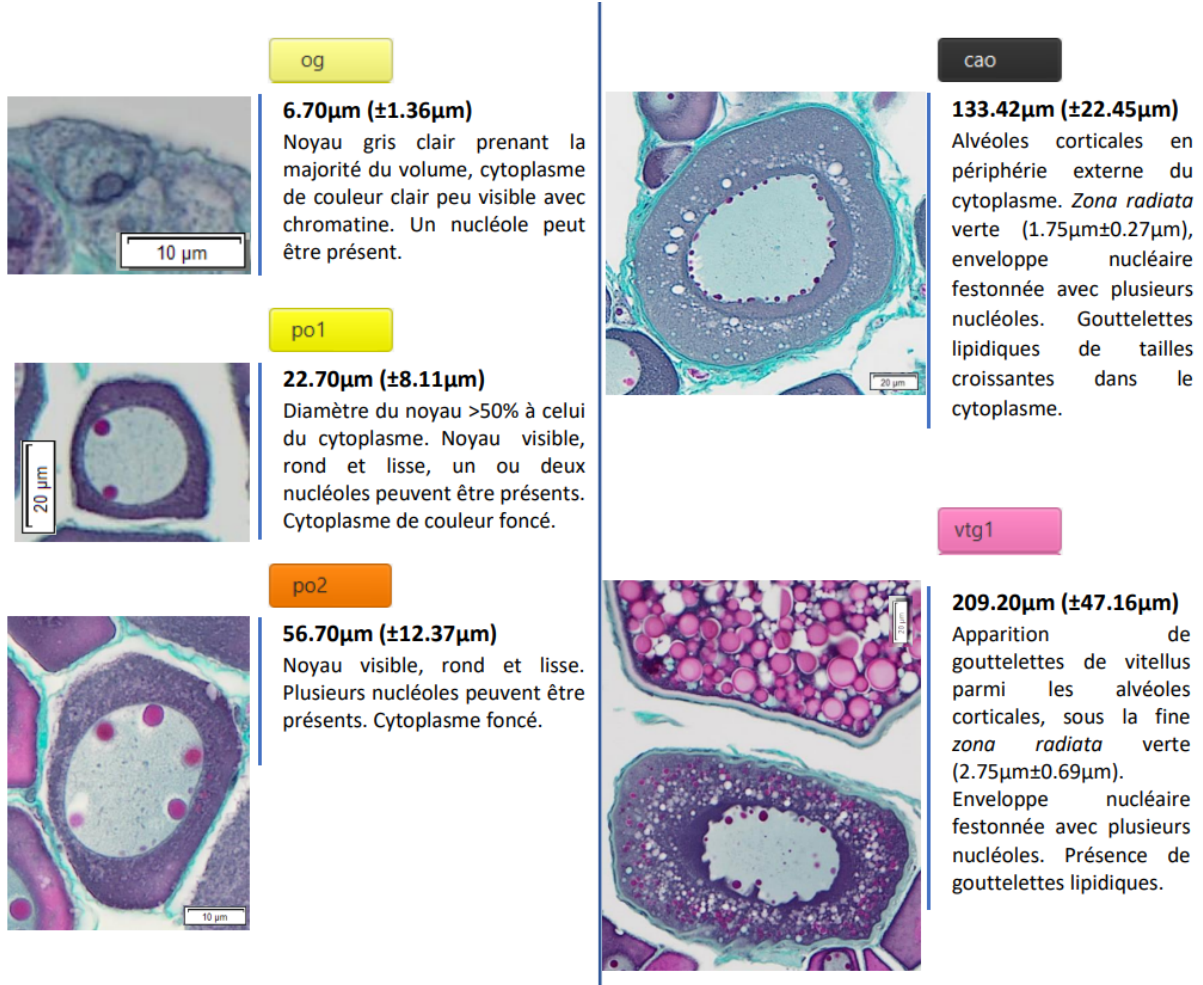 og
6.70µm (±1.36µm)
Noyau gris clair prenant la
majorité du volume, cytoplasme
de couleur clair peu visible avec
chromatine. Un nucléole peut
être présent.
10 µm
po1
22.70µm (±8.11µm)
Diamètre du noyau >50% à celui
du cytoplasme. Noyau visible,
rond et lisse, un ou deux
nucléoles peuvent être présents.
Cytoplasme de couleur foncé.
20 µm
po2
56.70µm (±12.37µm)
Noyau visible, rond et lisse.
Plusieurs nucléoles peuvent être
présents. Cytoplasme foncé.
10 µm
cao
133.42µm (±22.45µm)
Alvéoles corticales en
périphérie externe du
cytoplasme. Zona radiata
verte (1.75µm±0.27µm),
enveloppe nucléaire
festonnée avec plusieurs
nucléoles. Gouttelettes
lipidiques de tailles
croissantes dans le
cytoplasme.
20 µm
vtg1
209.20µm (±47.16µm)
Apparition de
gouttelettes de vitellus
parmi les alvéoles
corticales, sous la fine
zona radiata verte
(2.75µm±0.69µm).
Enveloppe nucléaire
festonnée avec plusieurs
nucléoles. Présence de
gouttelettes lipidiques.
20 µm